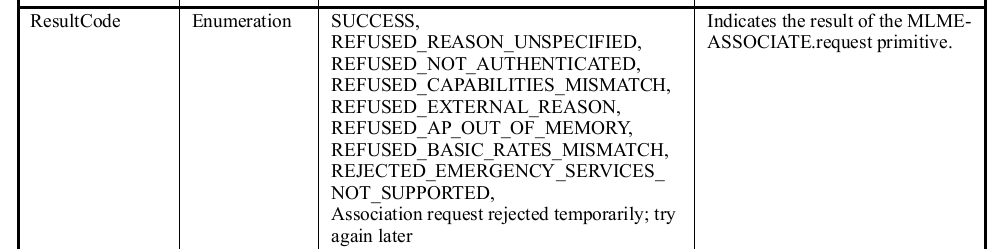 ResultCode
Enumeration
SUCCESS,
REFUSED_REASON_UNSPECIFIED,
REFUSED_NOT_AUTHENTICATED,
REFUSED_CAPABILITIES_MISMATCH,
REFUSED_EXTERNAL_REASON,
REFUSED_AP_OUT_OF_MEMORY,
REFUSED_BASIC_RATES_MISMATCH,
REJECTED_EMERGENCY_SERVICES_
NOT_SUPPORTED,
Association request rejected temporarily; try
again later
Indicates the result of the MLME-
ASSOCIATE.request primitive.